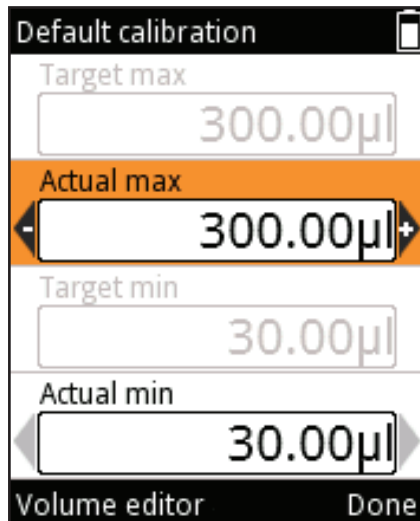 Default calibration
Target max
300.00µl
Actual max
- 300.00µl +
Target min
30.00µl
Actual min
30.00µl
Volume editor Done